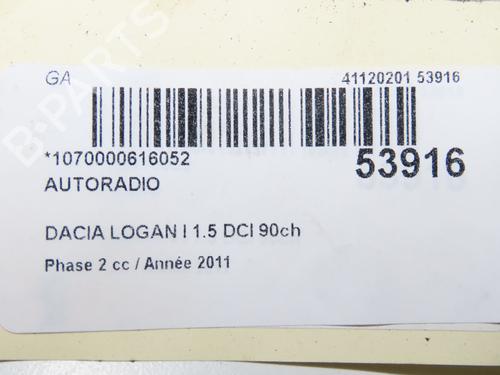 GA 41120201 53916
*1070000616052 53916
AUTORADIO
DACIA LOGAN I 1.5 DCI 90ch
Phase 2 cc / Année 2011
B-PARTS